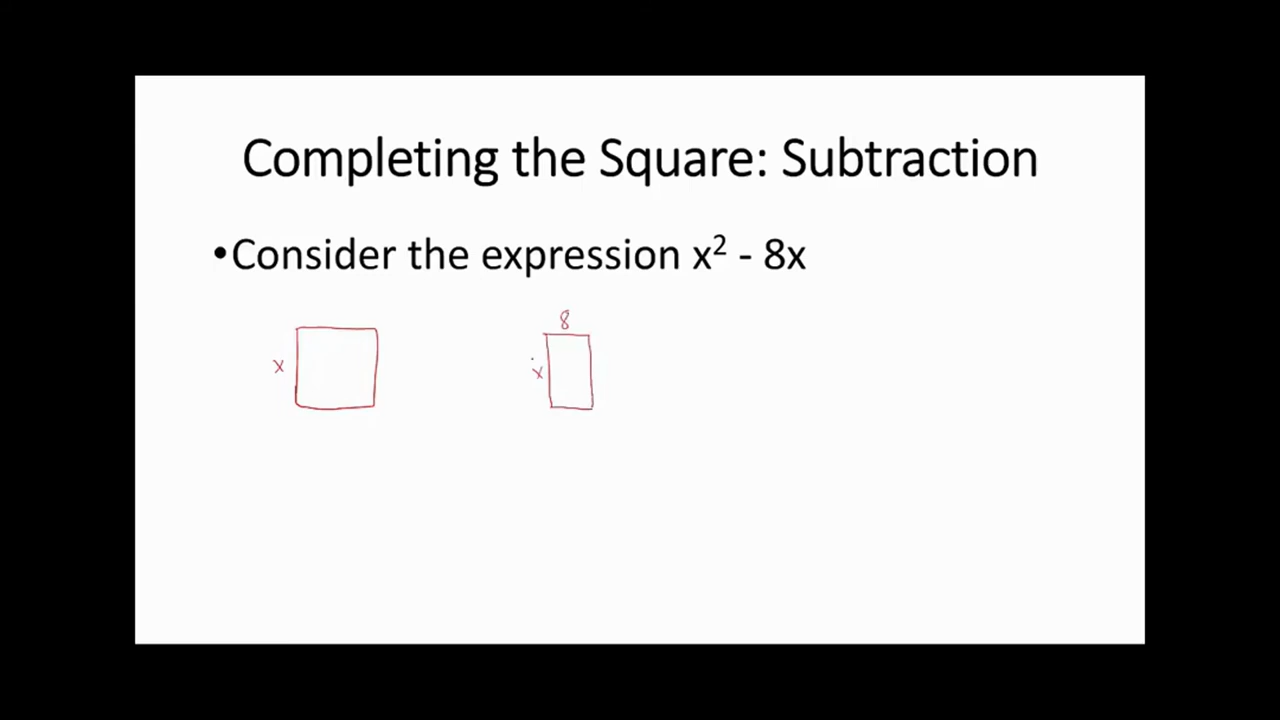 Completing the Square: Subtraction
•Consider the expression x² - 8x
8
x
x